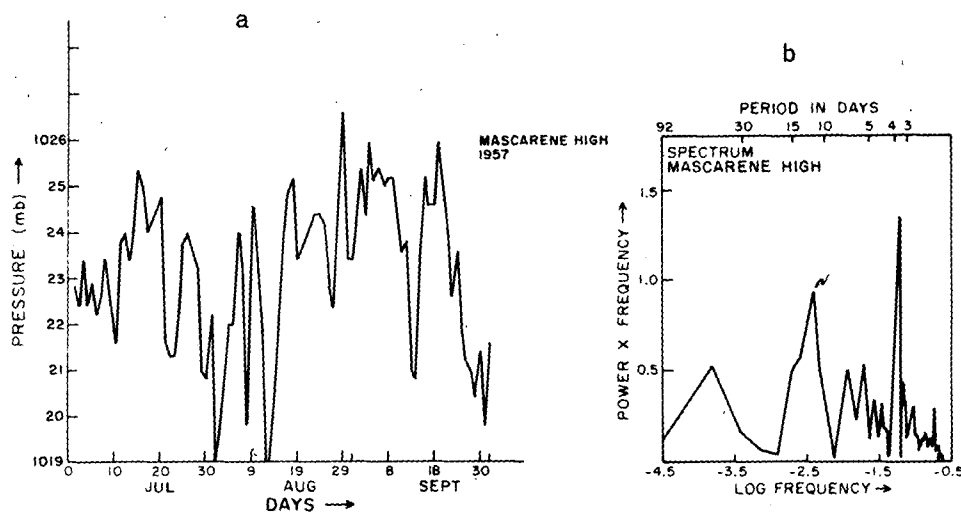 a
1026
25
24
23
22
21
1019
PRESSURE (mb)
MASCARENE HIGH
1957
0 10 20 30 9 19 29 8 18 30
JUL AUG SEPT
DAYS
b
PERIOD IN DAYS
92 30 15 10 5 4 3
SPECTRUM
MASCARENE HIGH
1.5
1.0
0.5
0
POWER X FREQUENCY
-4.5 -3.5 -2.5 -1.5 -0.5
LOG FREQUENCY